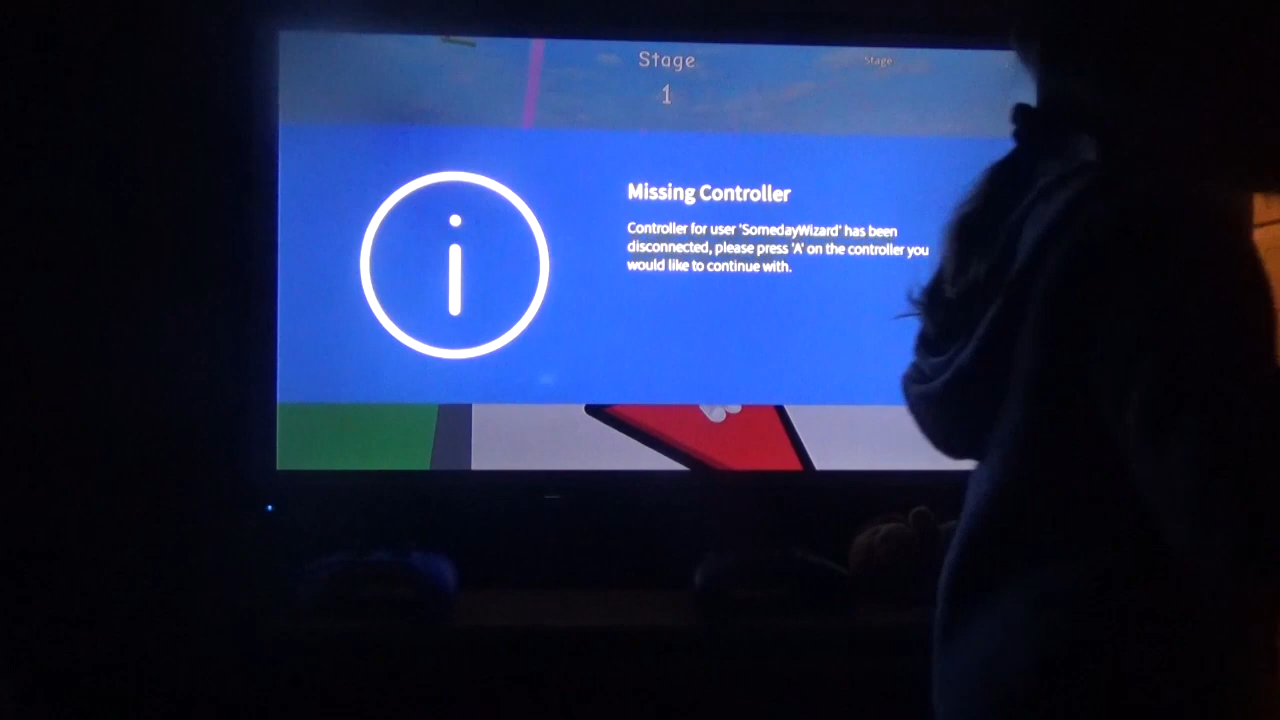 Stage
Stage
1
Missing Controller
Controller for user 'SomedayWizard' has been
disconnected, please press 'A' on the controller you
would like to continue with.